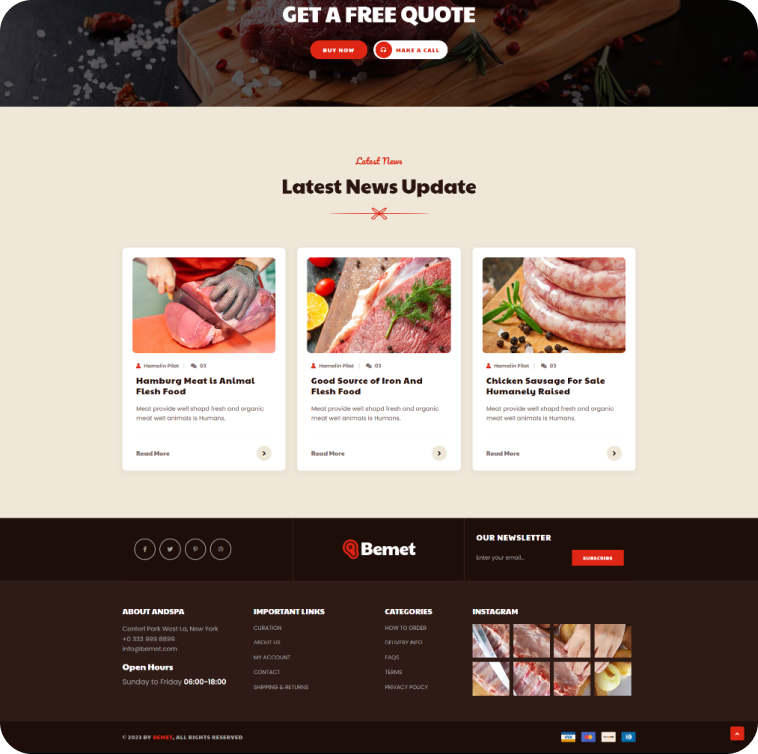 GET A FREE QUOTE
BUY NOW
MAKE A CALL
Latest News
Latest News Update
Hamolin Pilot | 03
Hamburg Meat is Animal
Flesh Food
Meat provide well shapd fresh and organic
meat well animals is Humans.
Read More
Hamolin Pilot | 03
Good Source of Iron And
Flesh Food
Meat provide well shapd fresh and organic
meat well animals is Humans.
Read More
Hamolin Pilot | 03
Chicken Sausage For Sale
Humanely Raised
Meat provide well shapd fresh and organic
meat well animals is Humans.
Read More
Bemet
OUR NEWSLETTER
Enter your email...
SUBSCRIBE
ABOUT ANDSPA
Centerl Park West La, New York
+0 333 999 8899
info@bemet.com
Open Hours
Sunday to Friday 06:00-18:00
IMPORTANT LINKS
CURATION
ABOUT US
MY ACCOUNT
CONTACT
SHIPPING & RETURNS
CATEGORIES
HOW TO ORDER
DELIVERY INFO
FAQS
TERMS
PRIVACY POLICY
INSTAGRAM
© 2023 BY BEMET, ALL RIGHTS RESERVED
VISA